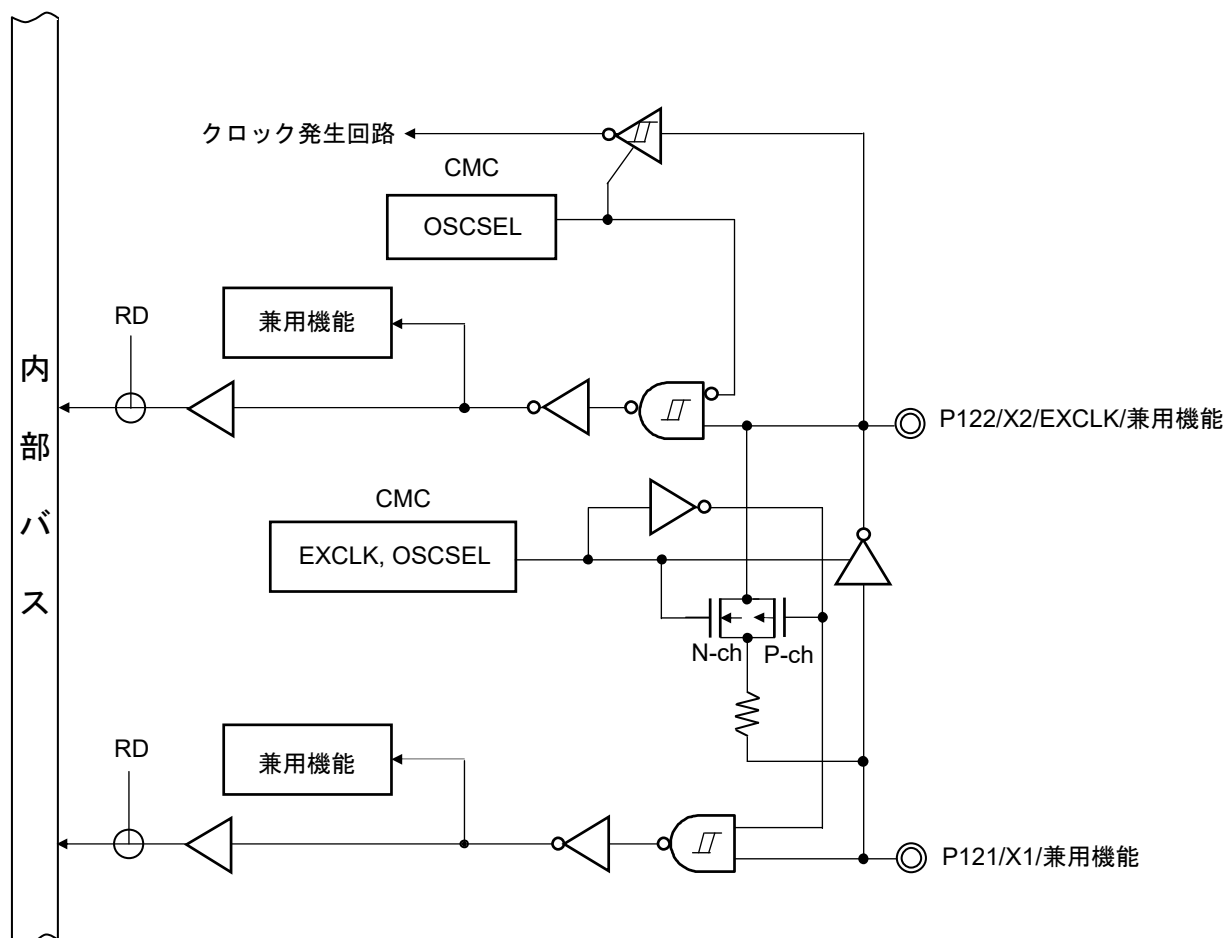 クロック発生回路
CMC
OSCSEL
兼用機能
RD
内部バス
P122/X2/EXCLK/兼用機能
CMC
EXCLK, OSCSEL
N-ch
P-ch
兼用機能
RD
P121/X1/兼用機能